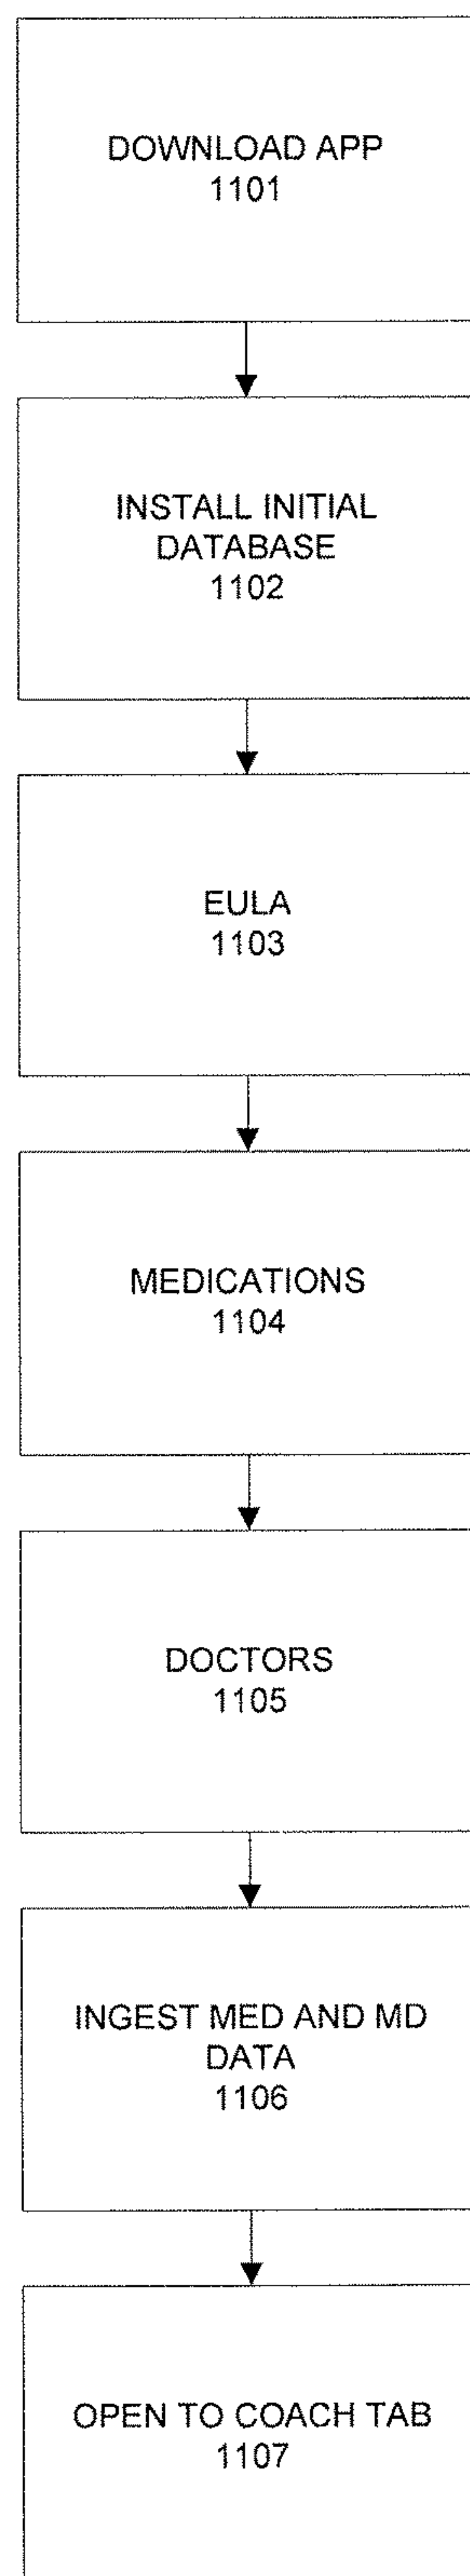 DOWNLOAD APP
1101
INSTALL INITIAL
DATABASE
1102
EULA
1103
MEDICATIONS
1104
DOCTORS
1105
INGEST MED AND MD
DATA
1106
OPEN TO COACH TAB
1107